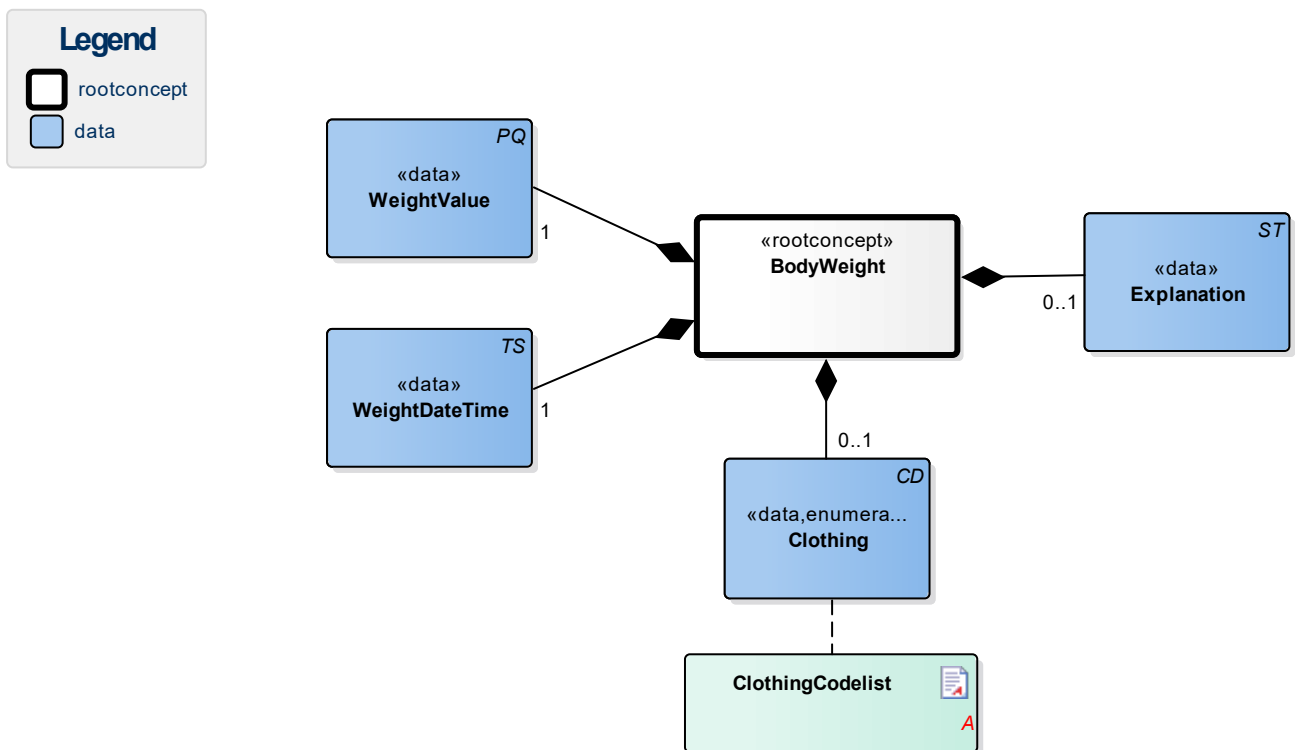 Legend
rootconcept
data
PQ
«data»
WeightValue
1
«rootconcept»
BodyWeight
ST
«data»
Explanation
0..1
TS
«data»
WeightDateTime
1
0..1
CD
«data,enumera...
Clothing
ClothingCodelist
A